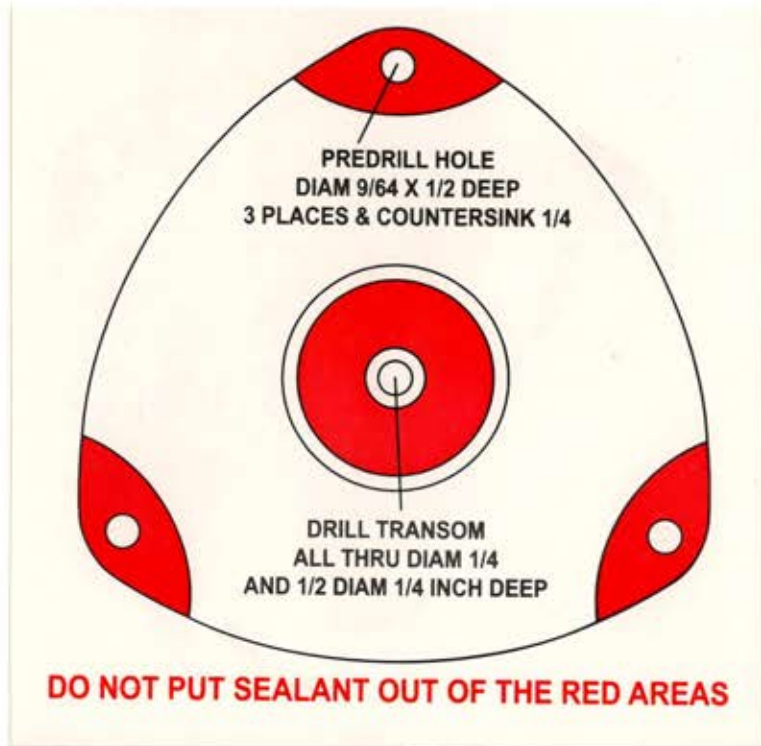 PREDRILL HOLE
DIAM 9/64 X 1/2 DEEP
3 PLACES & COUNTERSINK 1/4
DRILL TRANSOM
ALL THRU DIAM 1/4
AND 1/2 DIAM 1/4 INCH DEEP
DO NOT PUT SEALANT OUT OF THE RED AREAS